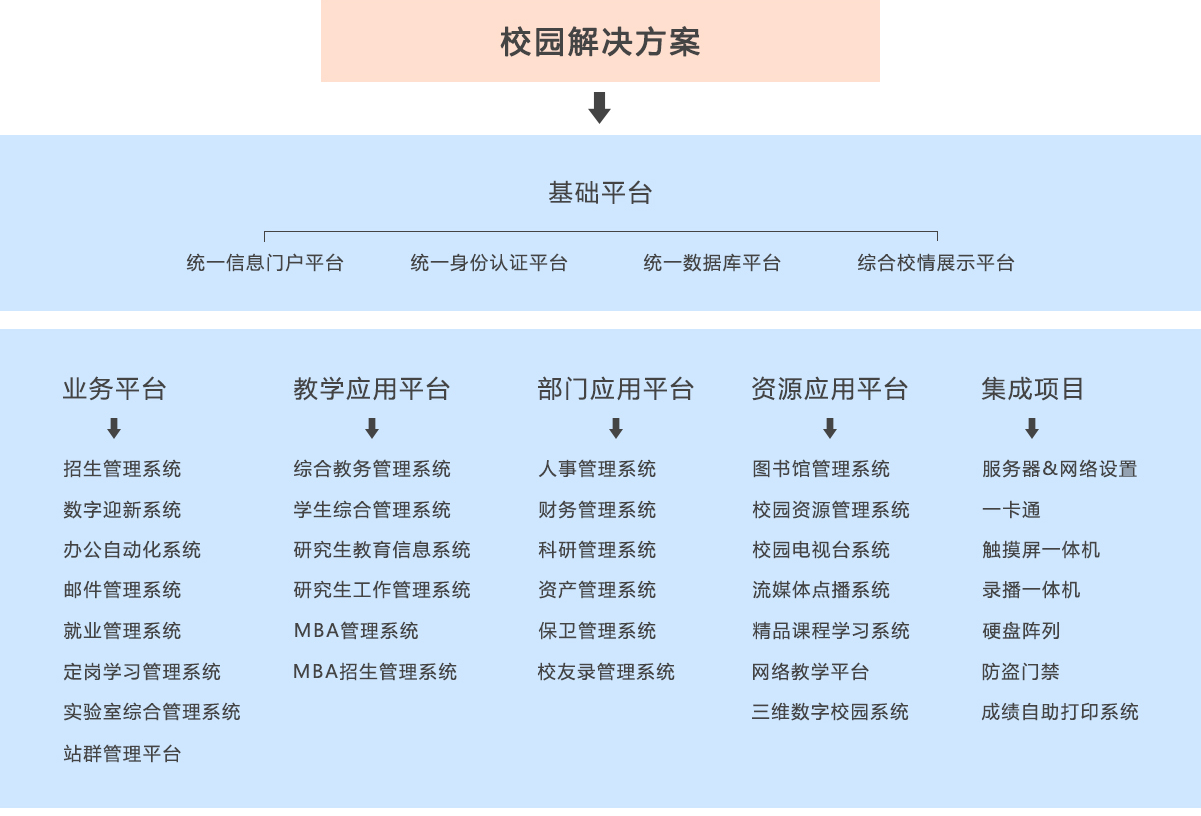 校园解决方案
基础平台
统一信息门户平台
统一身份认证平台
统一数据库平台
综合校情展示平台
业务平台
招生管理系统
数字迎新系统
办公自动化系统
邮件管理系统
就业管理系统
定岗学习管理系统
实验室综合管理系统
站群管理平台
教学应用平台
综合教务管理系统
学生综合管理系统
研究生教育信息系统
研究生工作管理系统
MBA管理系统
MBA招生管理系统
部门应用平台
人事管理系统
财务管理系统
科研管理系统
资产管理系统
保卫管理系统
校友录管理系统
资源应用平台
图书馆管理系统
校园资源管理系统
校园电视台系统
流媒体点播系统
精品课程学习系统
网络教学平台
三维数字校园系统
集成项目
服务器&网络设置
一卡通
触摸屏一体机
录播一体机
硬盘阵列
防盗门禁
成绩自助打印系统